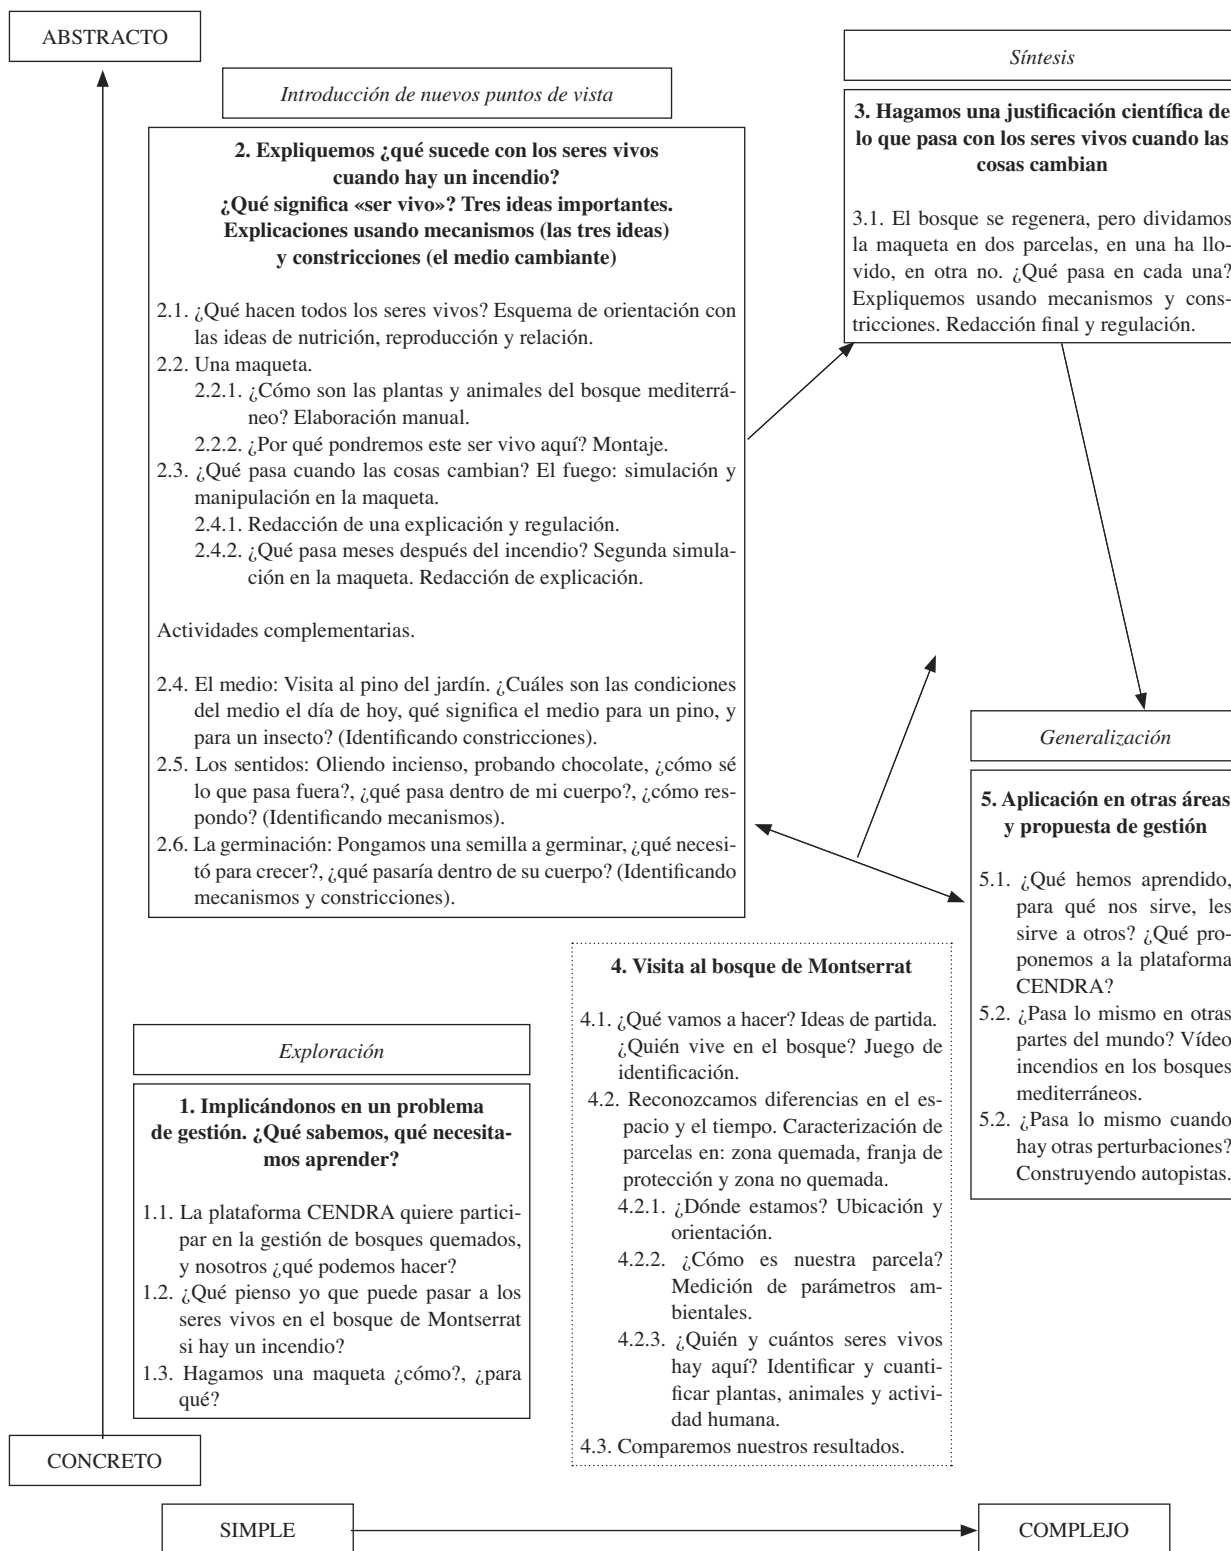 ABSTRACTO
Introducción de nuevos puntos de vista
2. Expliquemos ¿qué sucede con los seres vivos
cuando hay un incendio?
¿Qué significa «ser vivo»? Tres ideas importantes.
Explicaciones usando mecanismos (las tres ideas)
y constricciones (el medio cambiante)
2.1. ¿Qué hacen todos los seres vivos? Esquema de orientación con
las ideas de nutrición, reproducción y relación.
2.2. Una maqueta.
2.2.1. ¿Cómo son las plantas y animales del bosque mediterrá-
neo? Elaboración manual.
2.2.2. ¿Por qué pondremos este ser vivo aquí? Montaje.
2.3. ¿Qué pasa cuando las cosas cambian? El fuego: simulación y
manipulación en la maqueta.
2.4.1. Redacción de una explicación y regulación.
2.4.2. ¿Qué pasa meses después del incendio? Segunda simula-
ción en la maqueta. Redacción de explicación.
Actividades complementarias.
2.4. El medio: Visita al pino del jardín. ¿Cuáles son las condiciones
del medio el día de hoy, qué significa el medio para un pino, y
para un insecto? (Identificando constricciones).
2.5. Los sentidos: Oliendo incienso, probando chocolate, ¿cómo sé
lo que pasa fuera?, ¿qué pasa dentro de mi cuerpo?, ¿cómo res-
pondo? (Identificando mecanismos).
2.6. La germinación: Pongamos una semilla a germinar, ¿qué necesi-
tó para crecer?, ¿qué pasaría dentro de su cuerpo? (Identificando
mecanismos y constricciones).
Síntesis
3. Hagamos una justificación científica de
lo que pasa con los seres vivos cuando las
cosas cambian
3.1. El bosque se regenera, pero dividamos
la maqueta en dos parcelas, en una ha llo-
vido, en otra no. ¿Qué pasa en cada una?
Expliquemos usando mecanismos y cons-
tricciones. Redacción final y regulación.
Generalización
5. Aplicación en otras áreas
y propuesta de gestión
5.1. ¿Qué hemos aprendido,
para qué nos sirve, les
sirve a otros? ¿Qué pro-
ponemos a la plataforma
CENDRA?
5.2. ¿Pasa lo mismo en otras
partes del mundo? Vídeo
incendios en los bosques
mediterráneos.
5.2. ¿Pasa lo mismo cuando
hay otras perturbaciones?
Construyendo autopistas.
Exploración
1. Implicándonos en un problema
de gestión. ¿Qué sabemos, qué necesita-
mos aprender?
1.1. La plataforma CENDRA quiere partici-
par en la gestión de bosques quemados,
y nosotros ¿qué podemos hacer?
1.2. ¿Qué pienso yo que puede pasar a los
seres vivos en el bosque de Montserrat
si hay un incendio?
1.3. Hagamos una maqueta ¿cómo?, ¿para
qué?
4. Visita al bosque de Montserrat
4.1. ¿Qué vamos a hacer? Ideas de partida.
¿Quién vive en el bosque? Juego de
identificación.
4.2. Reconozcamos diferencias en el es-
pacio y el tiempo. Caracterización de
parcelas en: zona quemada, franja de
protección y zona no quemada.
4.2.1. ¿Dónde estamos? Ubicación y
orientación.
4.2.2. ¿Cómo es nuestra parcela?
Medición de parámetros am-
bientales.
4.2.3. ¿Quién y cuántos seres vivos
hay aquí? Identificar y cuanti-
ficar plantas, animales y activi-
dad humana.
4.3. Comparemos nuestros resultados.
CONCRETO
SIMPLE
COMPLEJO